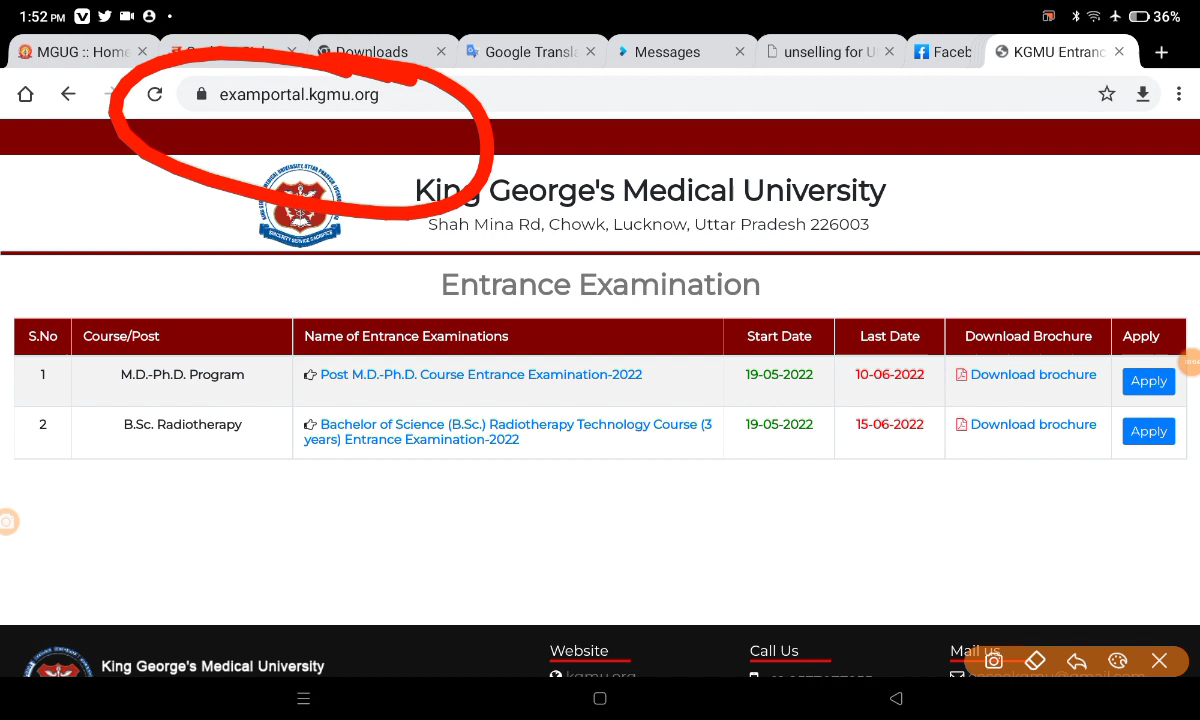 1:52 PM
36%
MGUG :: Home
Downloads
Google Transla
Messages
unselling for U
Faceb
KGMU Entranc
examportal.kgmu.org
King George's Medical University
Shah Mina Rd, Chowk, Lucknow, Uttar Pradesh 226003
Entrance Examination
S.No Course/Post Name of Entrance Examinations Start Date Last Date Download Brochure Apply
1 M.D.-Ph.D. Program Post M.D.-Ph.D. Course Entrance Examination-2022 19-05-2022 10-06-2022 Download brochure Apply
2 B.Sc. Radiotherapy Bachelor of Science (B.Sc.) Radiotherapy Technology Course (3
years) Entrance Examination-2022 15-06-2022 Download brochure Apply
19-05-2022
King George's Medical University
Website
Call Us
Mail us
kgmu.org